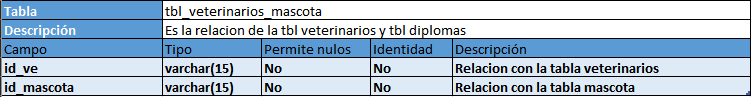 Tabla tbl_veterinarios_mascota
Descripción Es la relacion de la tbl veterinarios y tbl diplomas
Campo Tipo Permite nulos Identidad Descripción
id_ve varchar(15) No No Relacion con la tabla veterinarios
id_mascota varchar(15) No No Relacion con la tabla mascota